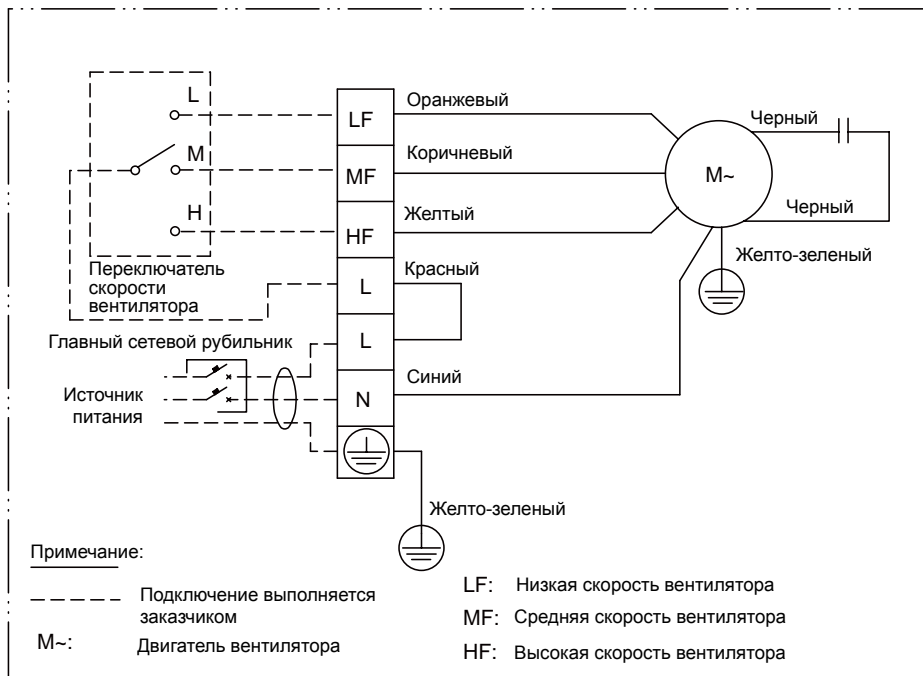 L
LF
Оранжевый
Черный
M
MF
Коричневый
M~
H
HF
Желтый
Черный
Переключатель
скорости
вентилятора
L
Красный
Желто-зеленый
Главный сетевой рубильник
L
Источник
питания
N
Синий
Желто-зеленый
Примечание:
Подключение выполняется
заказчиком
M~: Двигатель вентилятора
LF: Низкая скорость вентилятора
MF: Средняя скорость вентилятора
HF: Высокая скорость вентилятора